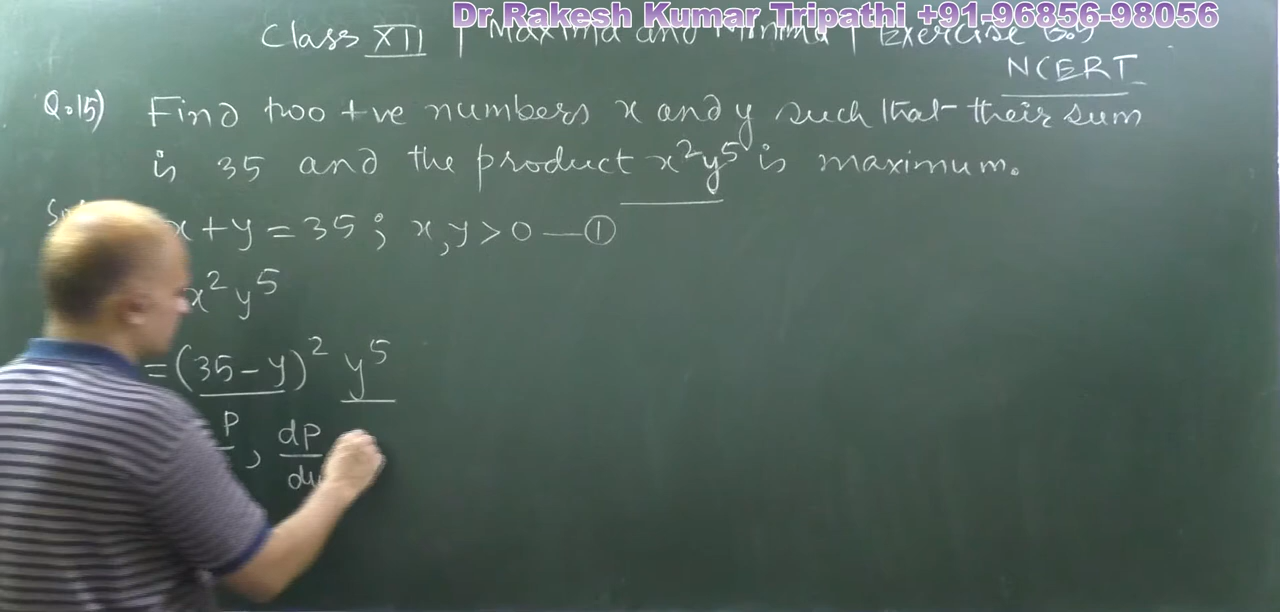 Dr Rakesh Kumar Tripathi +91-96856-98056
Class XII | Maxima and Minima | Exercise
NCERT
Q.15) Find two +ve numbers x and y such that their sum
is 35 and the product x²y⁵ is maximum.
x + y = 35 ; x, y > 0 — ①
x² y⁵
= (35 - y)² y⁵
P , dP